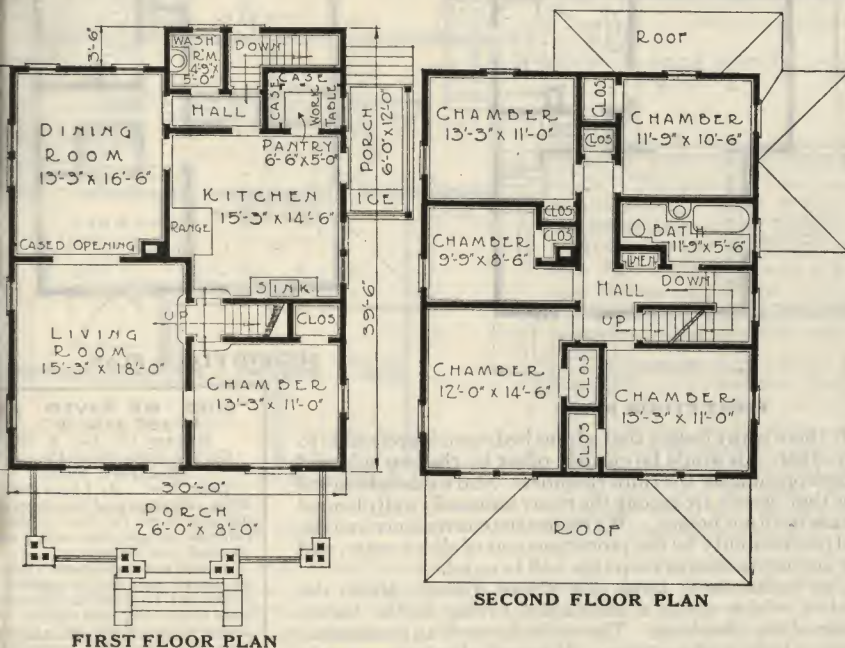 3'-6"
WASH
R'M.
4'-9" x
5'-0"
DOWN
HALL
CASE
CASE
WORK
TABLE
PANTRY
6'-6" x 5'-0"
PORCH
6'-0" x 12'-0"
ICE
DINING
ROOM
13'-3" x 16'-6"
CASED OPENING
KITCHEN
15'-3" x 14'-6"
RANGE
SINK
UP
CLOS
LIVING
ROOM
15'-3" x 18'-0"
CHAMBER
13'-3" x 11'-0"
39'-6"
30'-0"
PORCH
26'-0" x 8'-0"
FIRST FLOOR PLAN
ROOF
CHAMBER
13'-3" x 11'-0"
CLOS
CLOS
CHAMBER
11'-9" x 10'-6"
CLOS
CLOS
CHAMBER
9'-9" x 8'-6"
BATH
11'-9" x 5'-6"
LINEN
HALL
DOWN
UP
CHAMBER
12'-0" x 14'-6"
CLOS
CLOS
CHAMBER
13'-3" x 11'-0"
ROOF
SECOND FLOOR PLAN